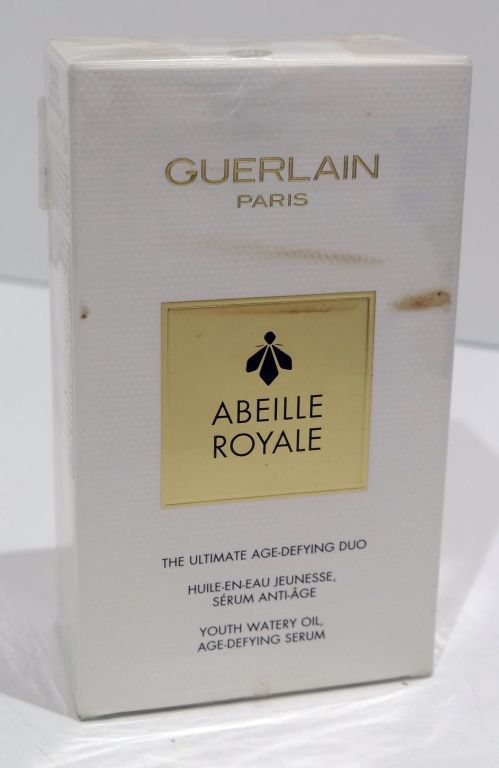 GUERLAIN
PARIS
ABEILLE
ROYALE
THE ULTIMATE AGE-DEFYING DUO
HUILE-EN-EAU JEUNESSE,
SÉRUM ANTI-ÂGE
YOUTH WATERY OIL,
AGE-DEFYING SERUM